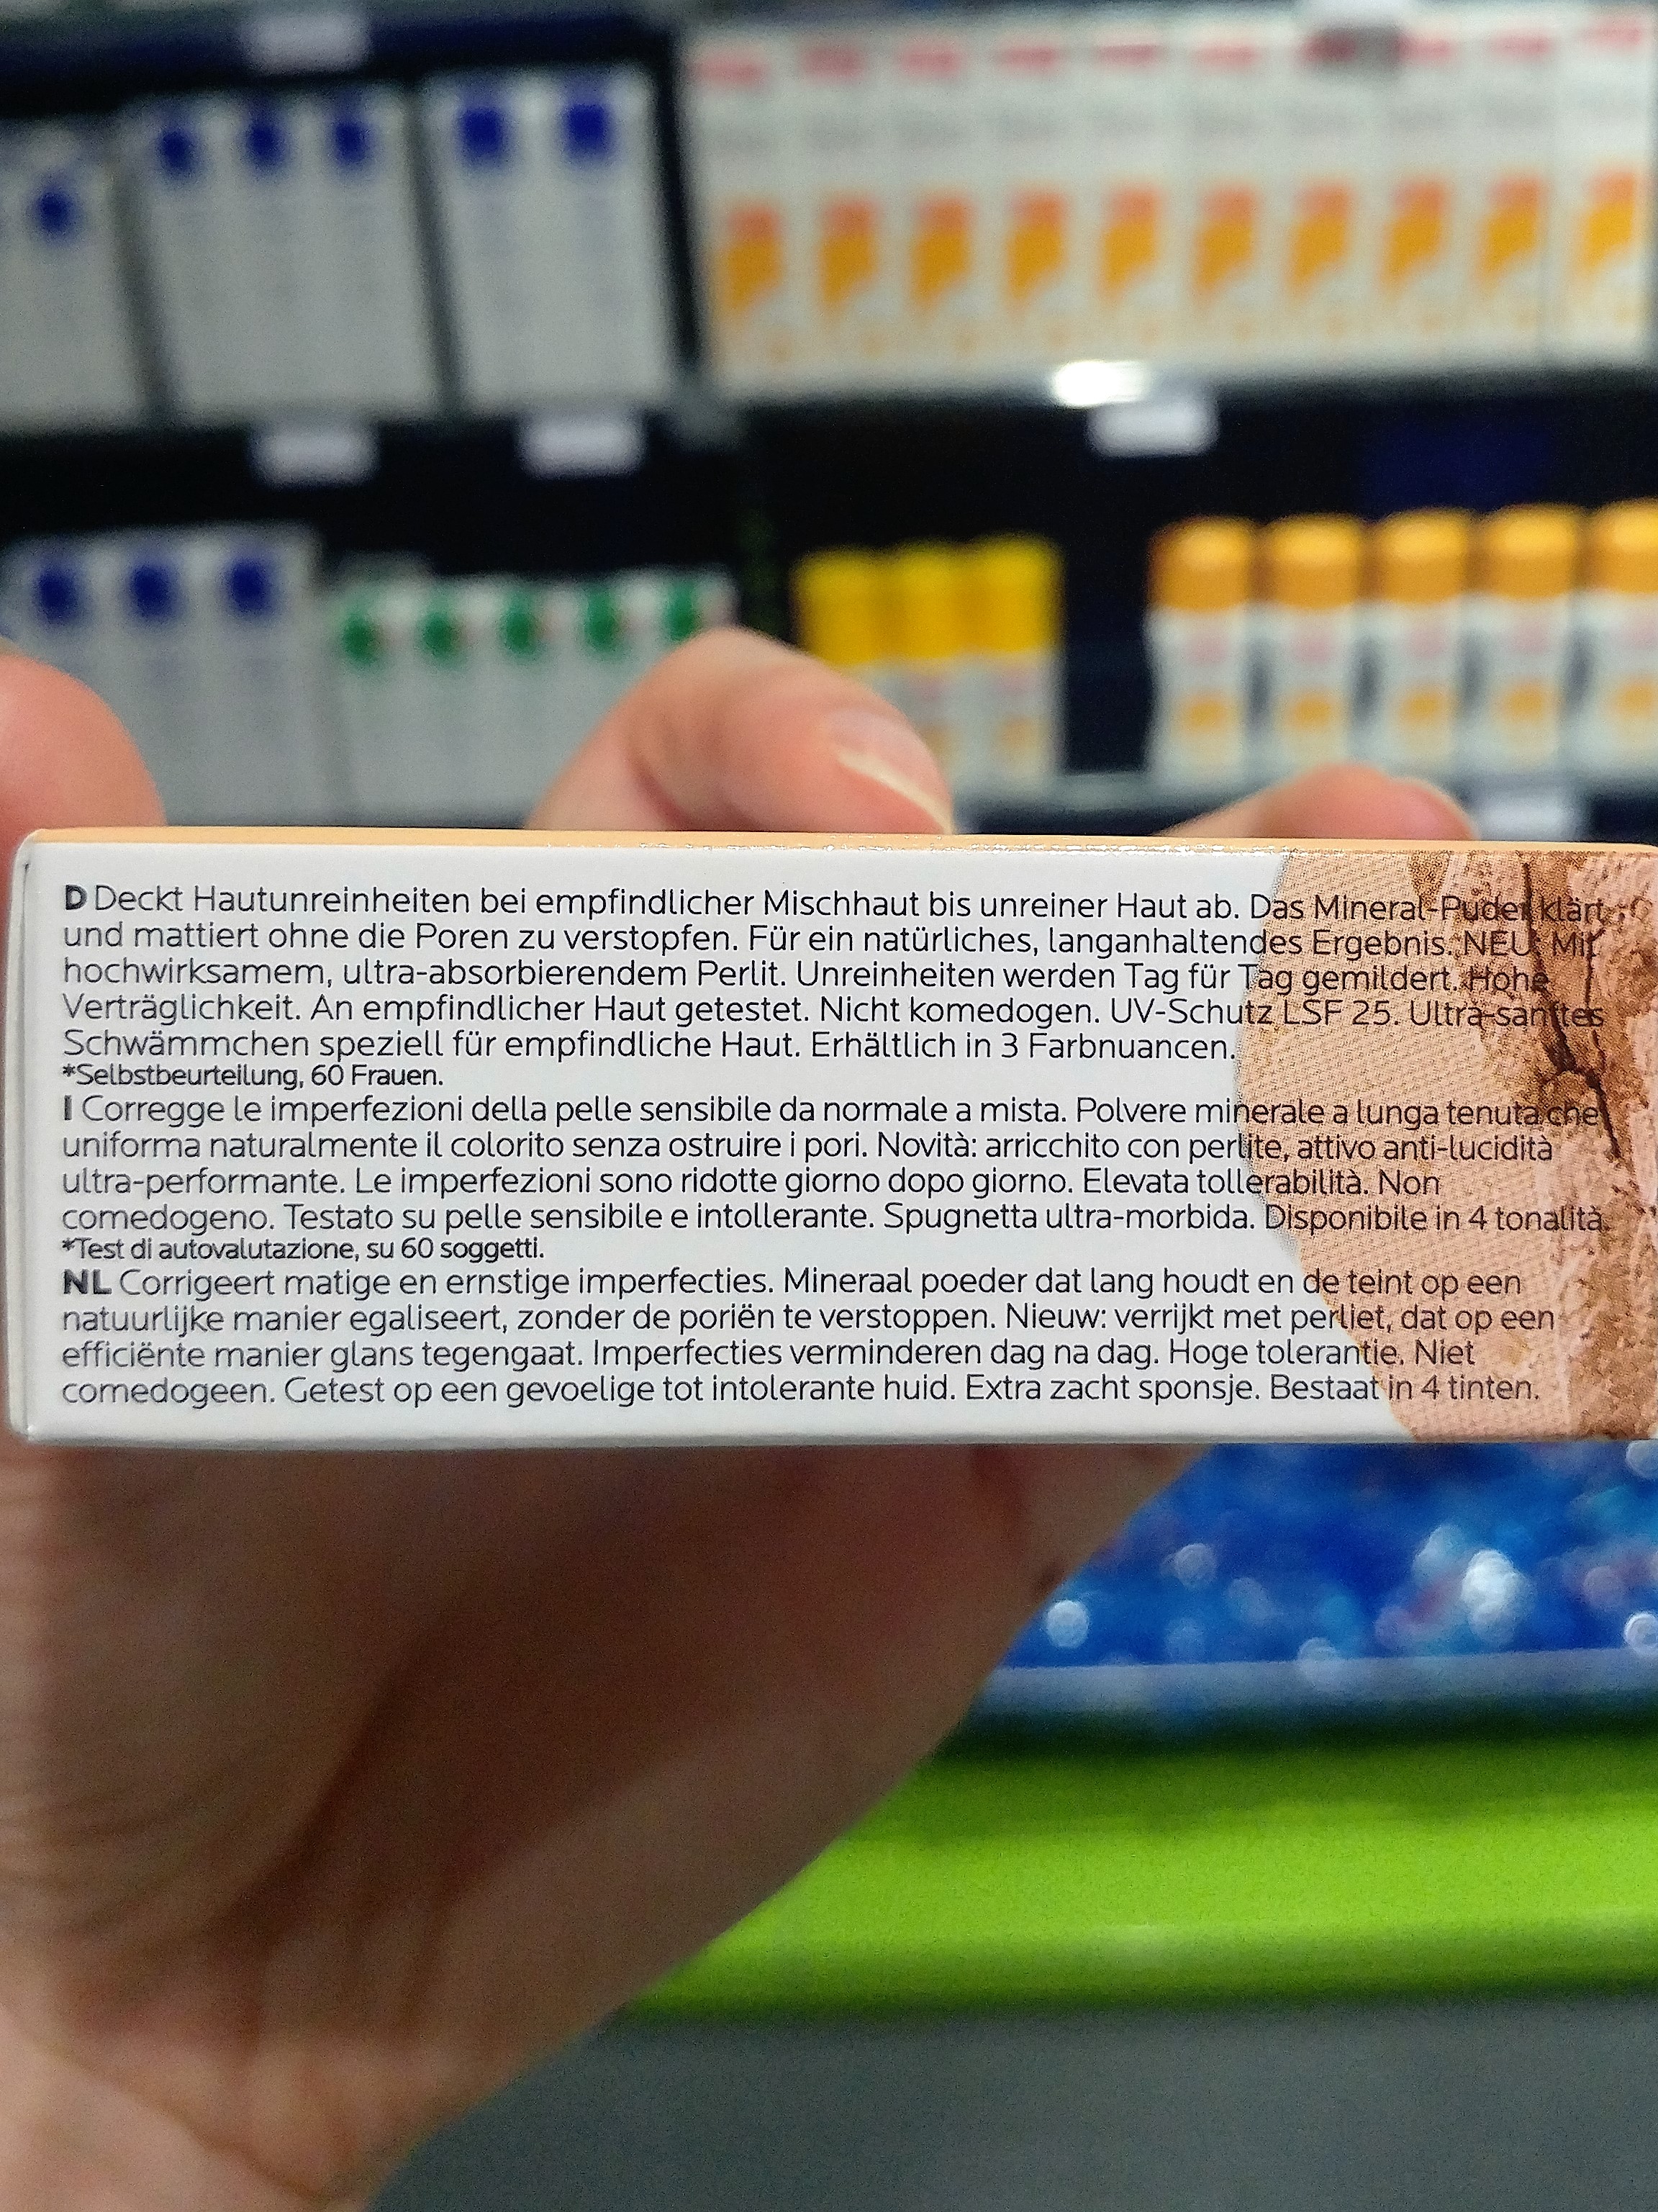 D Deckt Hautunreinheiten bei empfindlicher Mischhaut bis unreiner Haut ab. Das Mineral-Puder klärt
und mattiert ohne die Poren zu verstopfen. Für ein natürliches, langanhaltendes Ergebnis. NEU: Mit
hochwirksamem, ultra-absorbierendem Perlit. Unreinheiten werden Tag für Tag gemildert. Hohe
Verträglichkeit. An empfindlicher Haut getestet. Nicht komedogen. UV-Schutz LSF 25. Ultra-sanftes
Schwämmchen speziell für empfindliche Haut. Erhältlich in 3 Farbnuancen.
*Selbstbeurteilung, 60 Frauen.
I Corregge le imperfezioni della pelle sensibile da normale a mista. Polvere minerale a lunga tenuta che
uniforma naturalmente il colorito senza ostruire i pori. Novità: arricchito con perlite, attivo anti-lucidità
ultra-performante. Le imperfezioni sono ridotte giorno dopo giorno. Elevata tollerabilità. Non
comedogeno. Testato su pelle sensibile e intollerante. Spugnetta ultra-morbida. Disponibile in 4 tonalità.
*Test di autovalutazione, su 60 soggetti.
NL Corrigeert matige en ernstige imperfecties. Mineraal poeder dat lang houdt en de teint op een
natuurlijke manier egaliseert, zonder de poriën te verstoppen. Nieuw: verrijkt met perliet, dat op een
efficiënte manier glans tegengaat. Imperfecties verminderen dag na dag. Hoge tolerantie. Niet
comedogeen. Getest op een gevoelige tot intolerante huid. Extra zacht sponsje. Bestaat in 4 tinten.